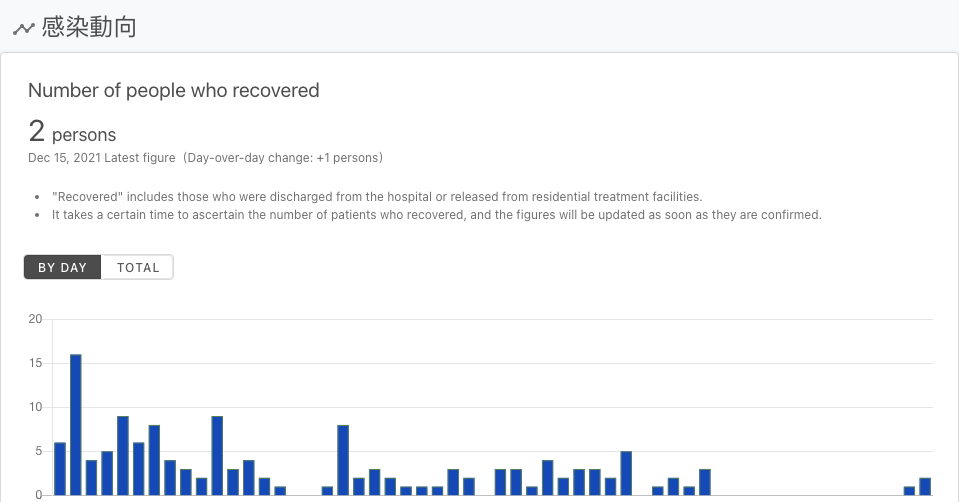 感染動向
Number of people who recovered
2 persons
Dec 15, 2021 Latest figure (Day-over-day change: +1 persons)
• "Recovered" includes those who were discharged from the hospital or released from residential treatment facilities.
• It takes a certain time to ascertain the number of patients who recovered, and the figures will be updated as soon as they are confirmed.
BY DAY TOTAL
20
15
10
5
0